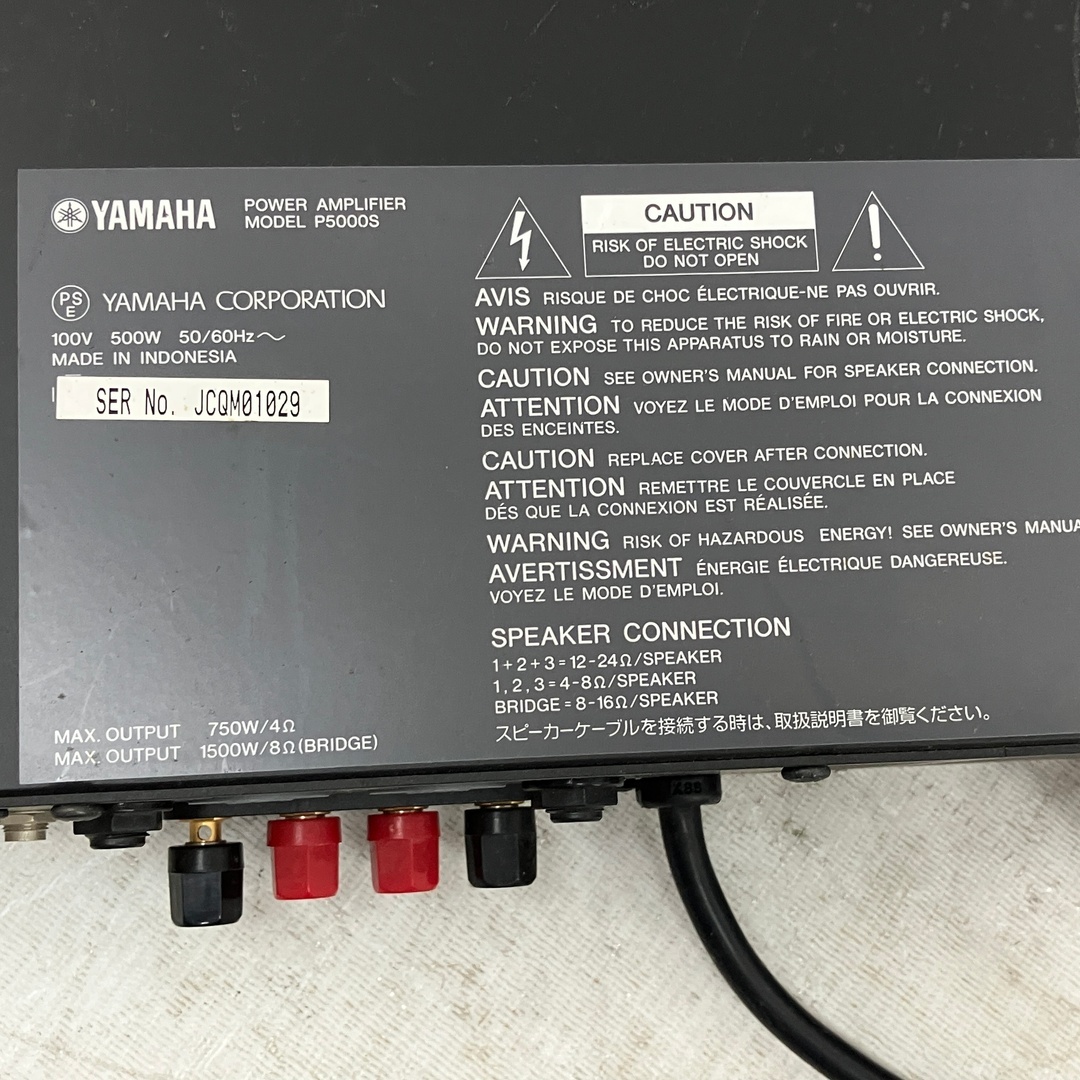 YAMAHA
POWER AMPLIFIER
MODEL P5000S
PSE YAMAHA CORPORATION
100V 500W 50/60Hz～
MADE IN INDONESIA
SER No. JCQM01029
MAX. OUTPUT 750W/4Ω
MAX. OUTPUT 1500W/8Ω(BRIDGE)
CAUTION
RISK OF ELECTRIC SHOCK
DO NOT OPEN
AVIS RISQUE DE CHOC ÉLECTRIQUE-NE PAS OUVRIR.
WARNING TO REDUCE THE RISK OF FIRE OR ELECTRIC SHOCK,
DO NOT EXPOSE THIS APPARATUS TO RAIN OR MOISTURE.
CAUTION SEE OWNER'S MANUAL FOR SPEAKER CONNECTION.
ATTENTION VOYEZ LE MODE D'EMPLOI POUR LA CONNEXION
DES ENCEINTES.
CAUTION REPLACE COVER AFTER CONNECTION.
ATTENTION REMETTRE LE COUVERCLE EN PLACE
DÉS QUE LA CONNEXION EST RÉALISÉE.
WARNING RISK OF HAZARDOUS ENERGY! SEE OWNER'S MANUA
AVERTISSMENT ÉNERGIE ÉLECTRIQUE DANGEREUSE.
VOYEZ LE MODE D'EMPLOI.
SPEAKER CONNECTION
1+2+3=12-24Ω/SPEAKER
1,2,3=4-8Ω/SPEAKER
BRIDGE=8-16Ω/SPEAKER
スピーカーケーブルを接続する時は、取扱説明書を御覧ください。